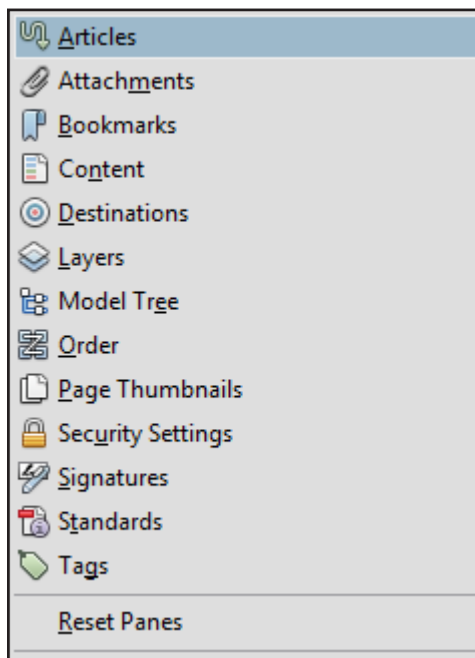 Articles
Attachments
Bookmarks
Content
Destinations
Layers
Model Tree
Order
Page Thumbnails
Security Settings
Signatures
Standards
Tags
Reset Panes